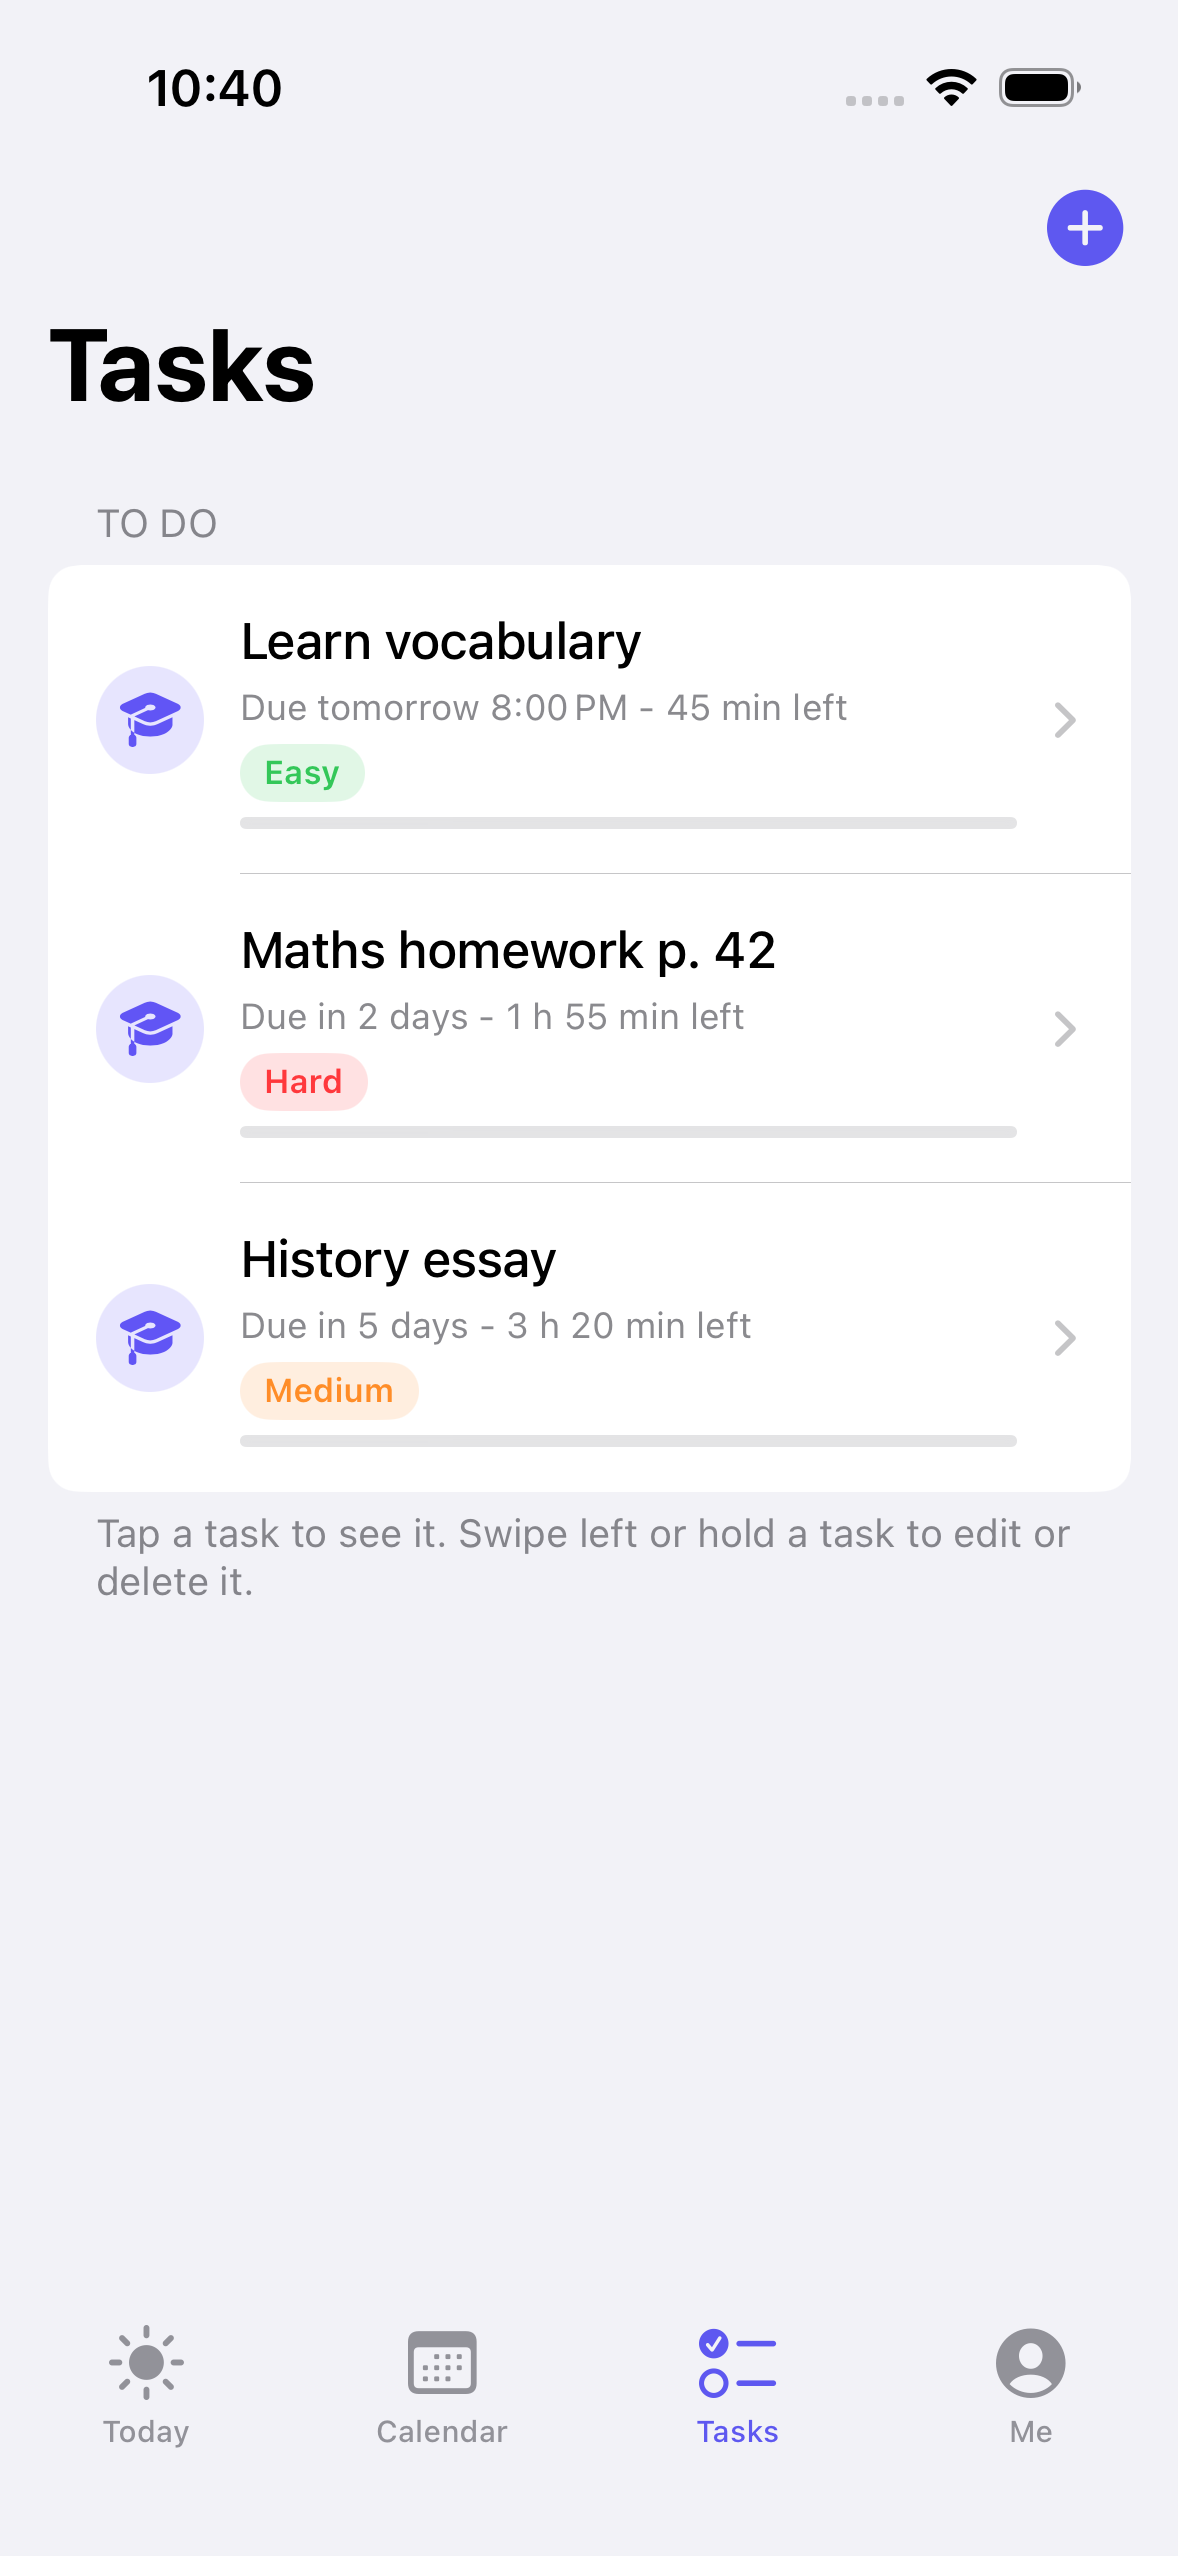 10:40
Tasks
TO DO
Learn vocabulary
Due tomorrow 8:00 PM - 45 min left
Easy
Maths homework p. 42
Due in 2 days - 1 h 55 min left
Hard
History essay
Due in 5 days - 3 h 20 min left
Medium
Tap a task to see it. Swipe left or hold a task to edit or
delete it.
Today
Calendar
Tasks
Me